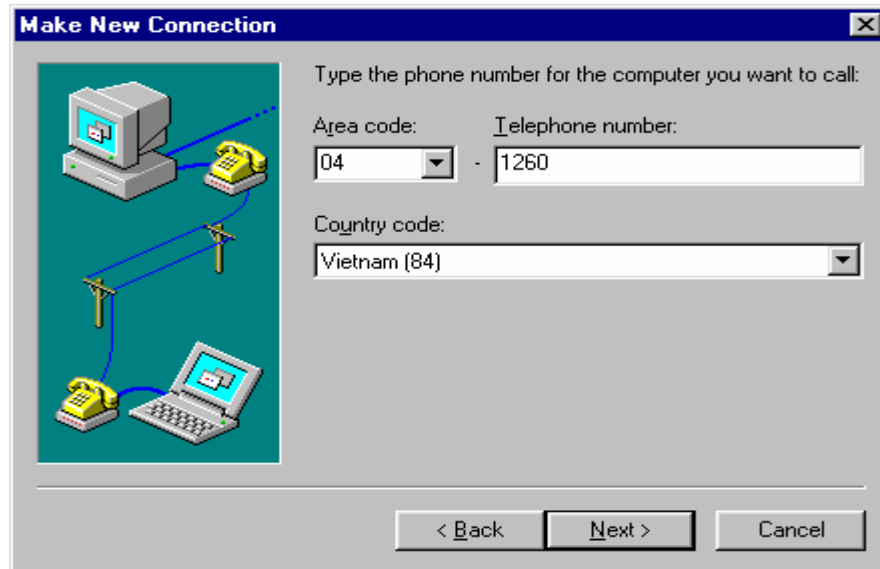 Make New Connection
Type the phone number for the computer you want to call:
Area code: Telephone number:
04 - 1260
Country code:
Vietnam (84)
< Back Next > Cancel